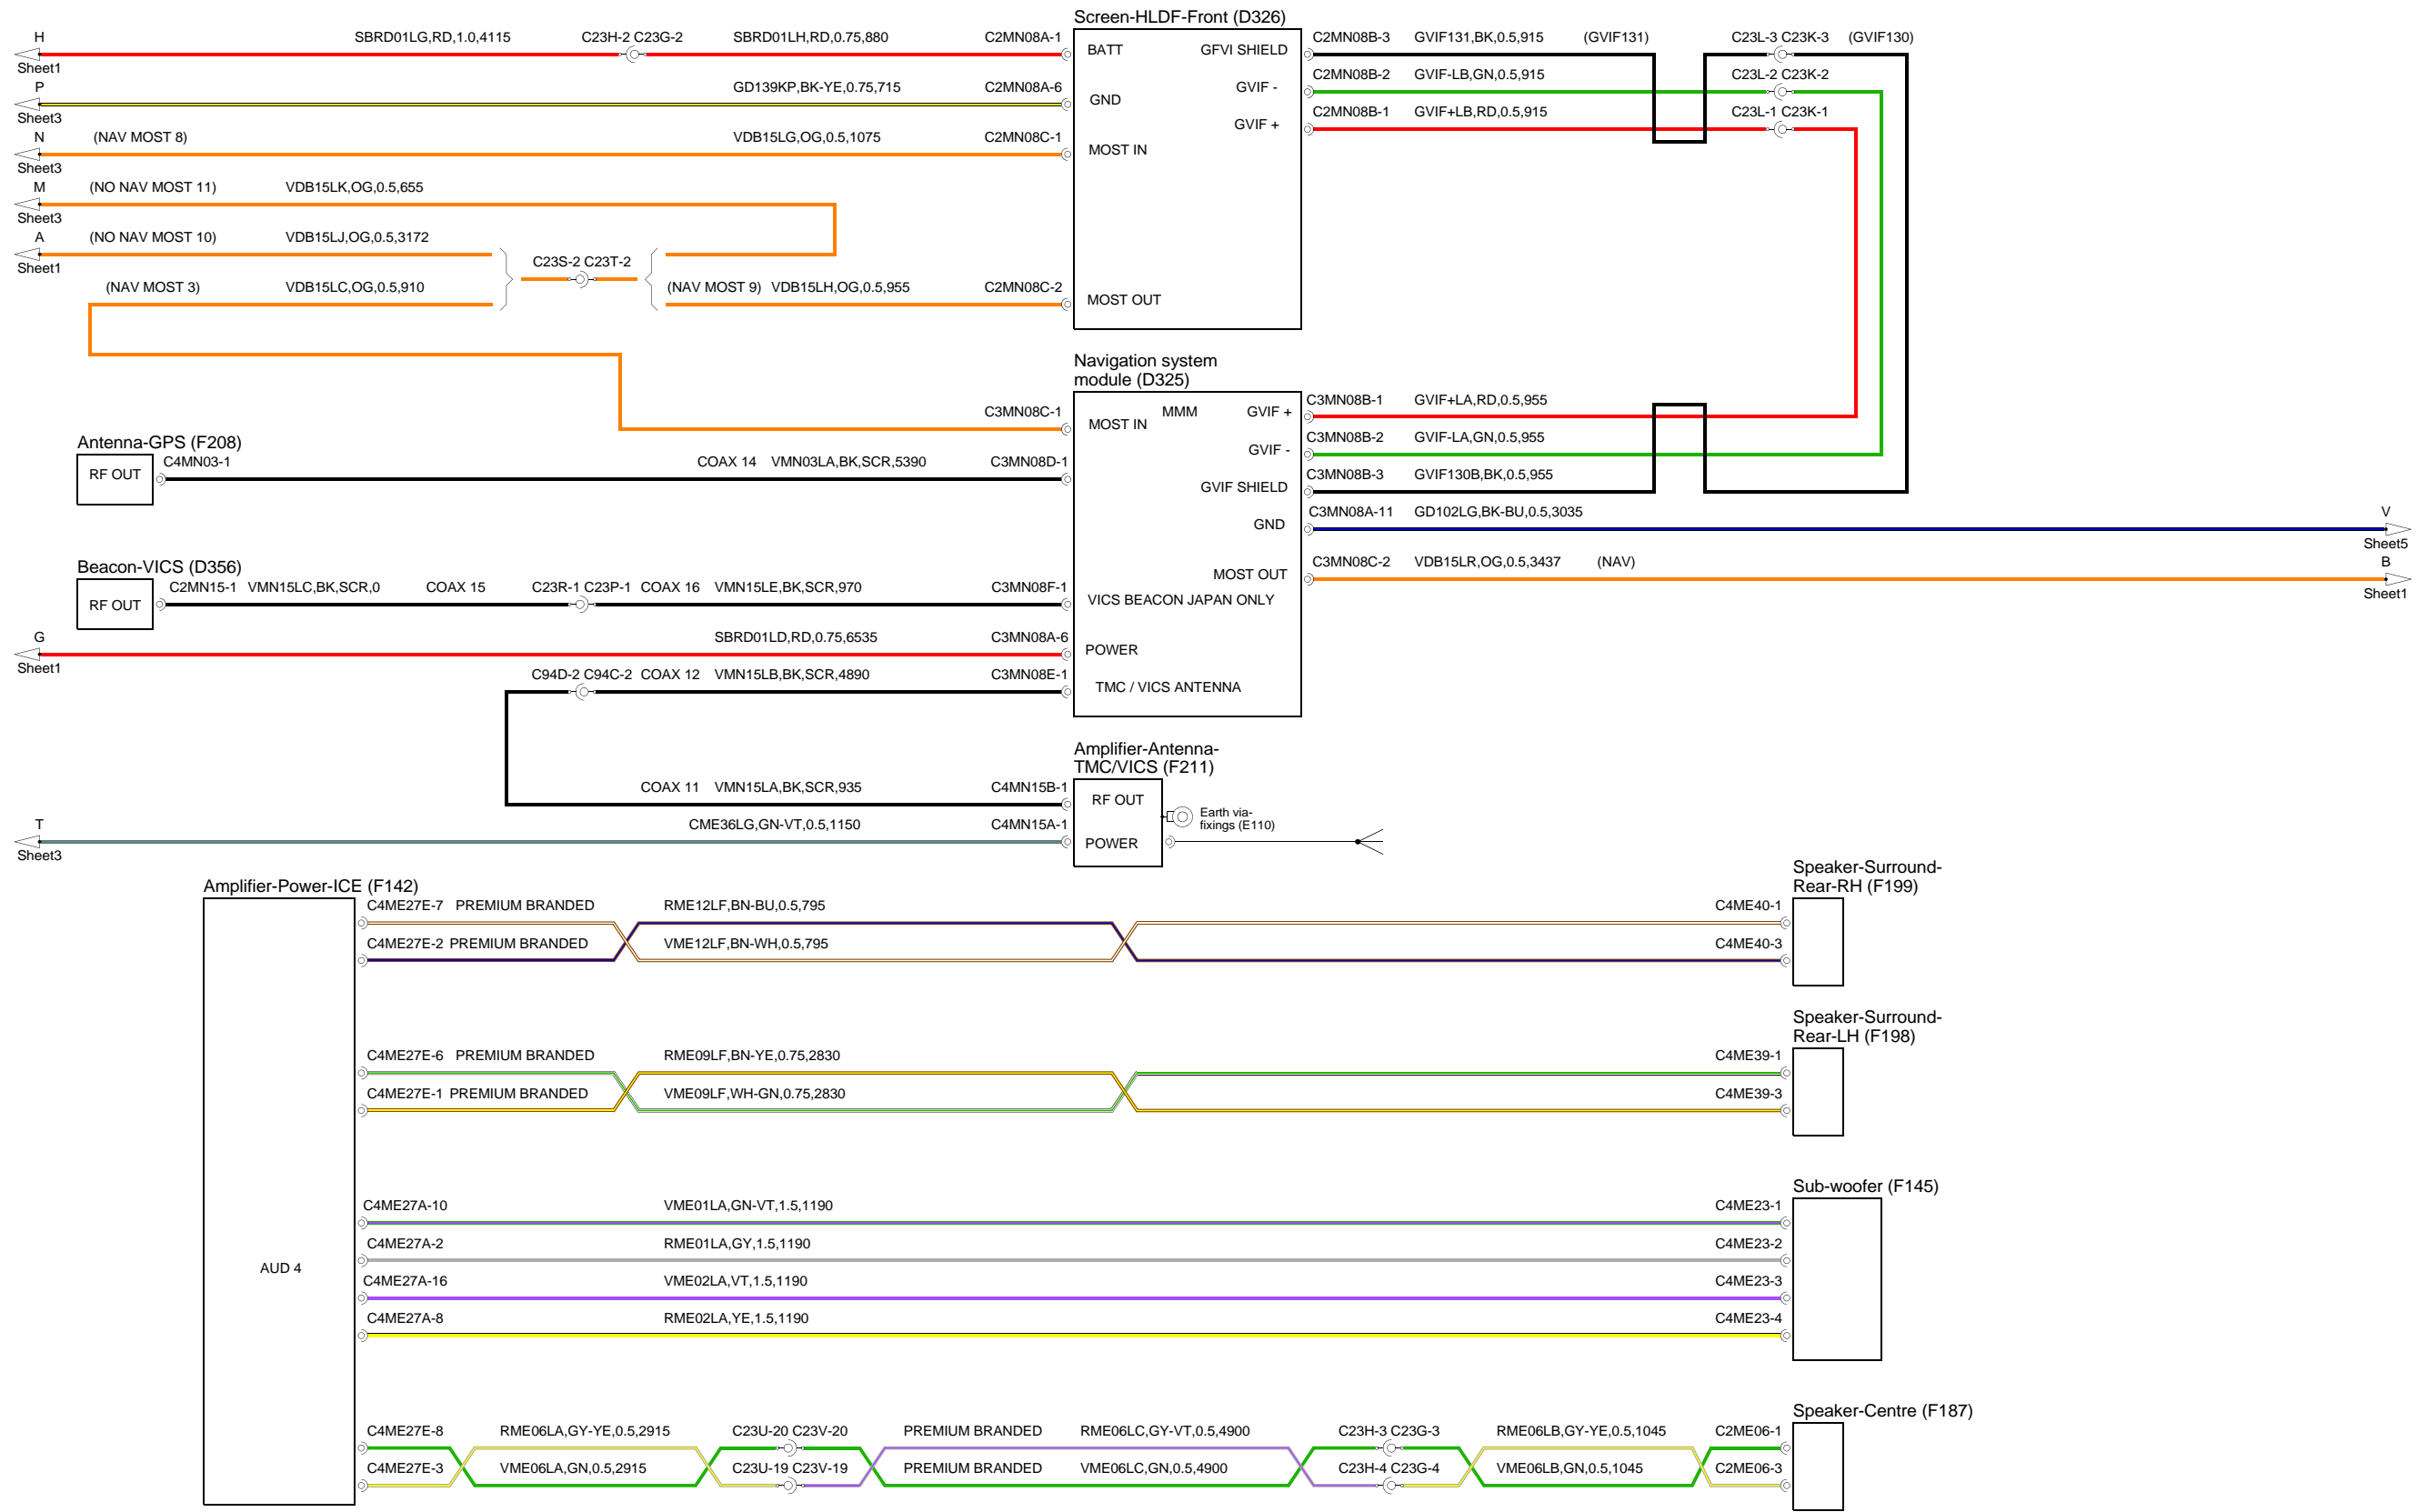 Screen-HLDF-Front (D326)
H
SBRD01LG,RD,1.0,4115
C23H-2 C23G-2
SBRD01LH,RD,0.75,880
C2MN08A-1
BATT
GFVI SHIELD
C2MN08B-3
GVIF131,BK,0.5,915
(GVIF131)
C23L-3 C23K-3
(GVIF130)
Sheet1
P
GD139KP,BK-YE,0.75,715
C2MN08A-6
GND
GVIF -
C2MN08B-2
GVIF-LB,GN,0.5,915
C23L-2 C23K-2
Sheet3
GVIF +
C2MN08B-1
GVIF+LB,RD,0.5,915
C23L-1 C23K-1
N
(NAV MOST 8)
VDB15LG,OG,0.5,1075
C2MN08C-1
MOST IN
Sheet3
M
(NO NAV MOST 11)
VDB15LK,OG,0.5,655
Sheet3
A
(NO NAV MOST 10)
VDB15LJ,OG,0.5,3172
Sheet1
C23S-2 C23T-2
(NAV MOST 3)
VDB15LC,OG,0.5,910
(NAV MOST 9)
VDB15LH,OG,0.5,955
C2MN08C-2
MOST OUT
Navigation system
module (D325)
C3MN08C-1
MOST IN
MMM
GVIF +
C3MN08B-1
GVIF+LA,RD,0.5,955
GVIF -
C3MN08B-2
GVIF-LA,GN,0.5,955
Antenna-GPS (F208)
RF OUT
C4MN03-1
COAX 14
VMN03LA,BK,SCR,5390
C3MN08D-1
GVIF SHIELD
C3MN08B-3
GVIF130B,BK,0.5,955
GND
C3MN08A-11
GD102LG,BK-BU,0.5,3035
V
Sheet5
Beacon-VICS (D356)
RF OUT
C2MN15-1
VMN15LC,BK,SCR,0
COAX 15
C23R-1 C23P-1
COAX 16
VMN15LE,BK,SCR,970
C3MN08F-1
MOST OUT
C3MN08C-2
VDB15LR,OG,0.5,3437
(NAV)
B
Sheet1
VICS BEACON JAPAN ONLY
G
SBRD01LD,RD,0.75,6535
C3MN08A-6
POWER
Sheet1
C94D-2 C94C-2
COAX 12
VMN15LB,BK,SCR,4890
C3MN08E-1
TMC / VICS ANTENNA
Amplifier-Antenna-
TMC/VICS (F211)
COAX 11
VMN15LA,BK,SCR,935
C4MN15B-1
RF OUT
Earth via-
fixings (E110)
T
CME36LG,GN-VT,0.5,1150
C4MN15A-1
POWER
Sheet3
Amplifier-Power-ICE (F142)
Speaker-Surround-
Rear-RH (F199)
C4ME27E-7
PREMIUM BRANDED
RME12LF,BN-BU,0.5,795
C4ME40-1
C4ME27E-2
PREMIUM BRANDED
VME12LF,BN-WH,0.5,795
C4ME40-3
Speaker-Surround-
Rear-LH (F198)
C4ME27E-6
PREMIUM BRANDED
RME09LF,BN-YE,0.75,2830
C4ME39-1
C4ME27E-1
PREMIUM BRANDED
VME09LF,WH-GN,0.75,2830
C4ME39-3
Sub-woofer (F145)
C4ME27A-10
VME01LA,GN-VT,1.5,1190
C4ME23-1
C4ME27A-2
RME01LA,GY,1.5,1190
C4ME23-2
AUD 4
C4ME27A-16
VME02LA,VT,1.5,1190
C4ME23-3
C4ME27A-8
RME02LA,YE,1.5,1190
C4ME23-4
Speaker-Centre (F187)
C4ME27E-8
RME06LA,GY-YE,0.5,2915
C23U-20 C23V-20
PREMIUM BRANDED
RME06LC,GY-VT,0.5,4900
C23H-3 C23G-3
RME06LB,GY-YE,0.5,1045
C2ME06-1
C4ME27E-3
VME06LA,GN,0.5,2915
C23U-19 C23V-19
PREMIUM BRANDED
VME06LC,GN,0.5,4900
C23H-4 C23G-4
VME06LB,GN,0.5,1045
C2ME06-3